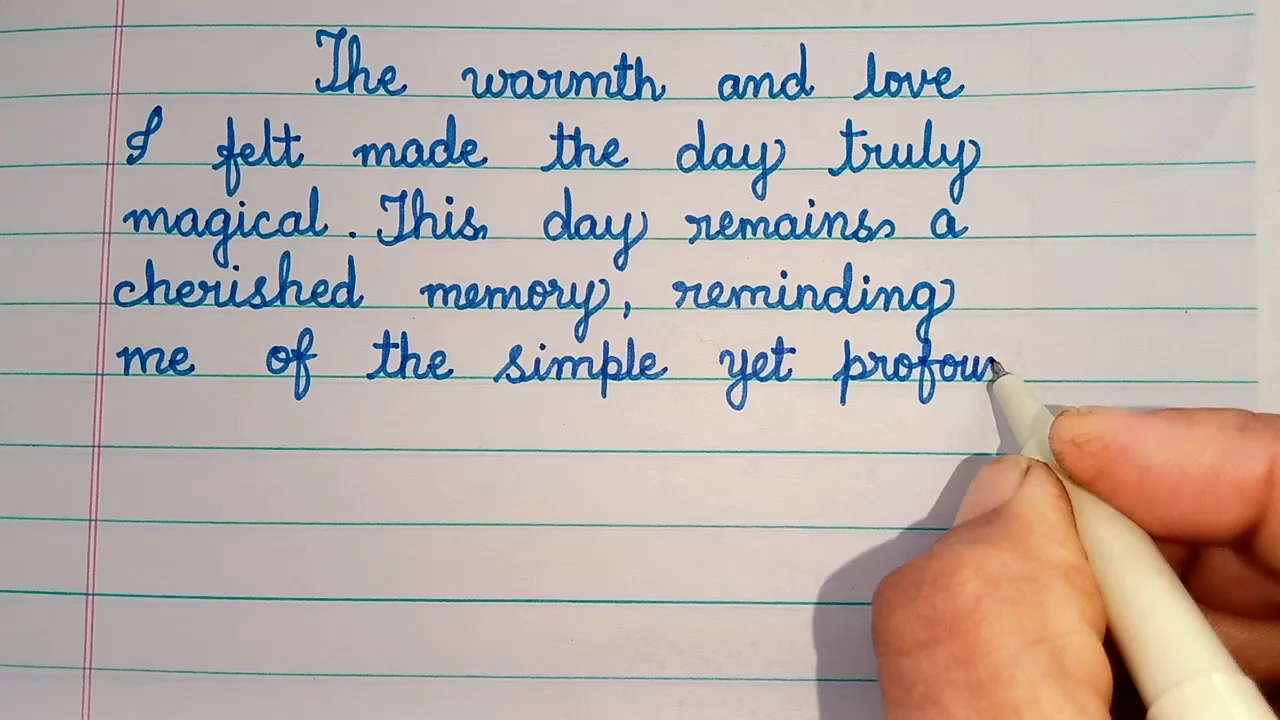 The warmth and love
I felt made the day truly
magical. This day remains a
cherished memory, reminding
me of the simple yet profou